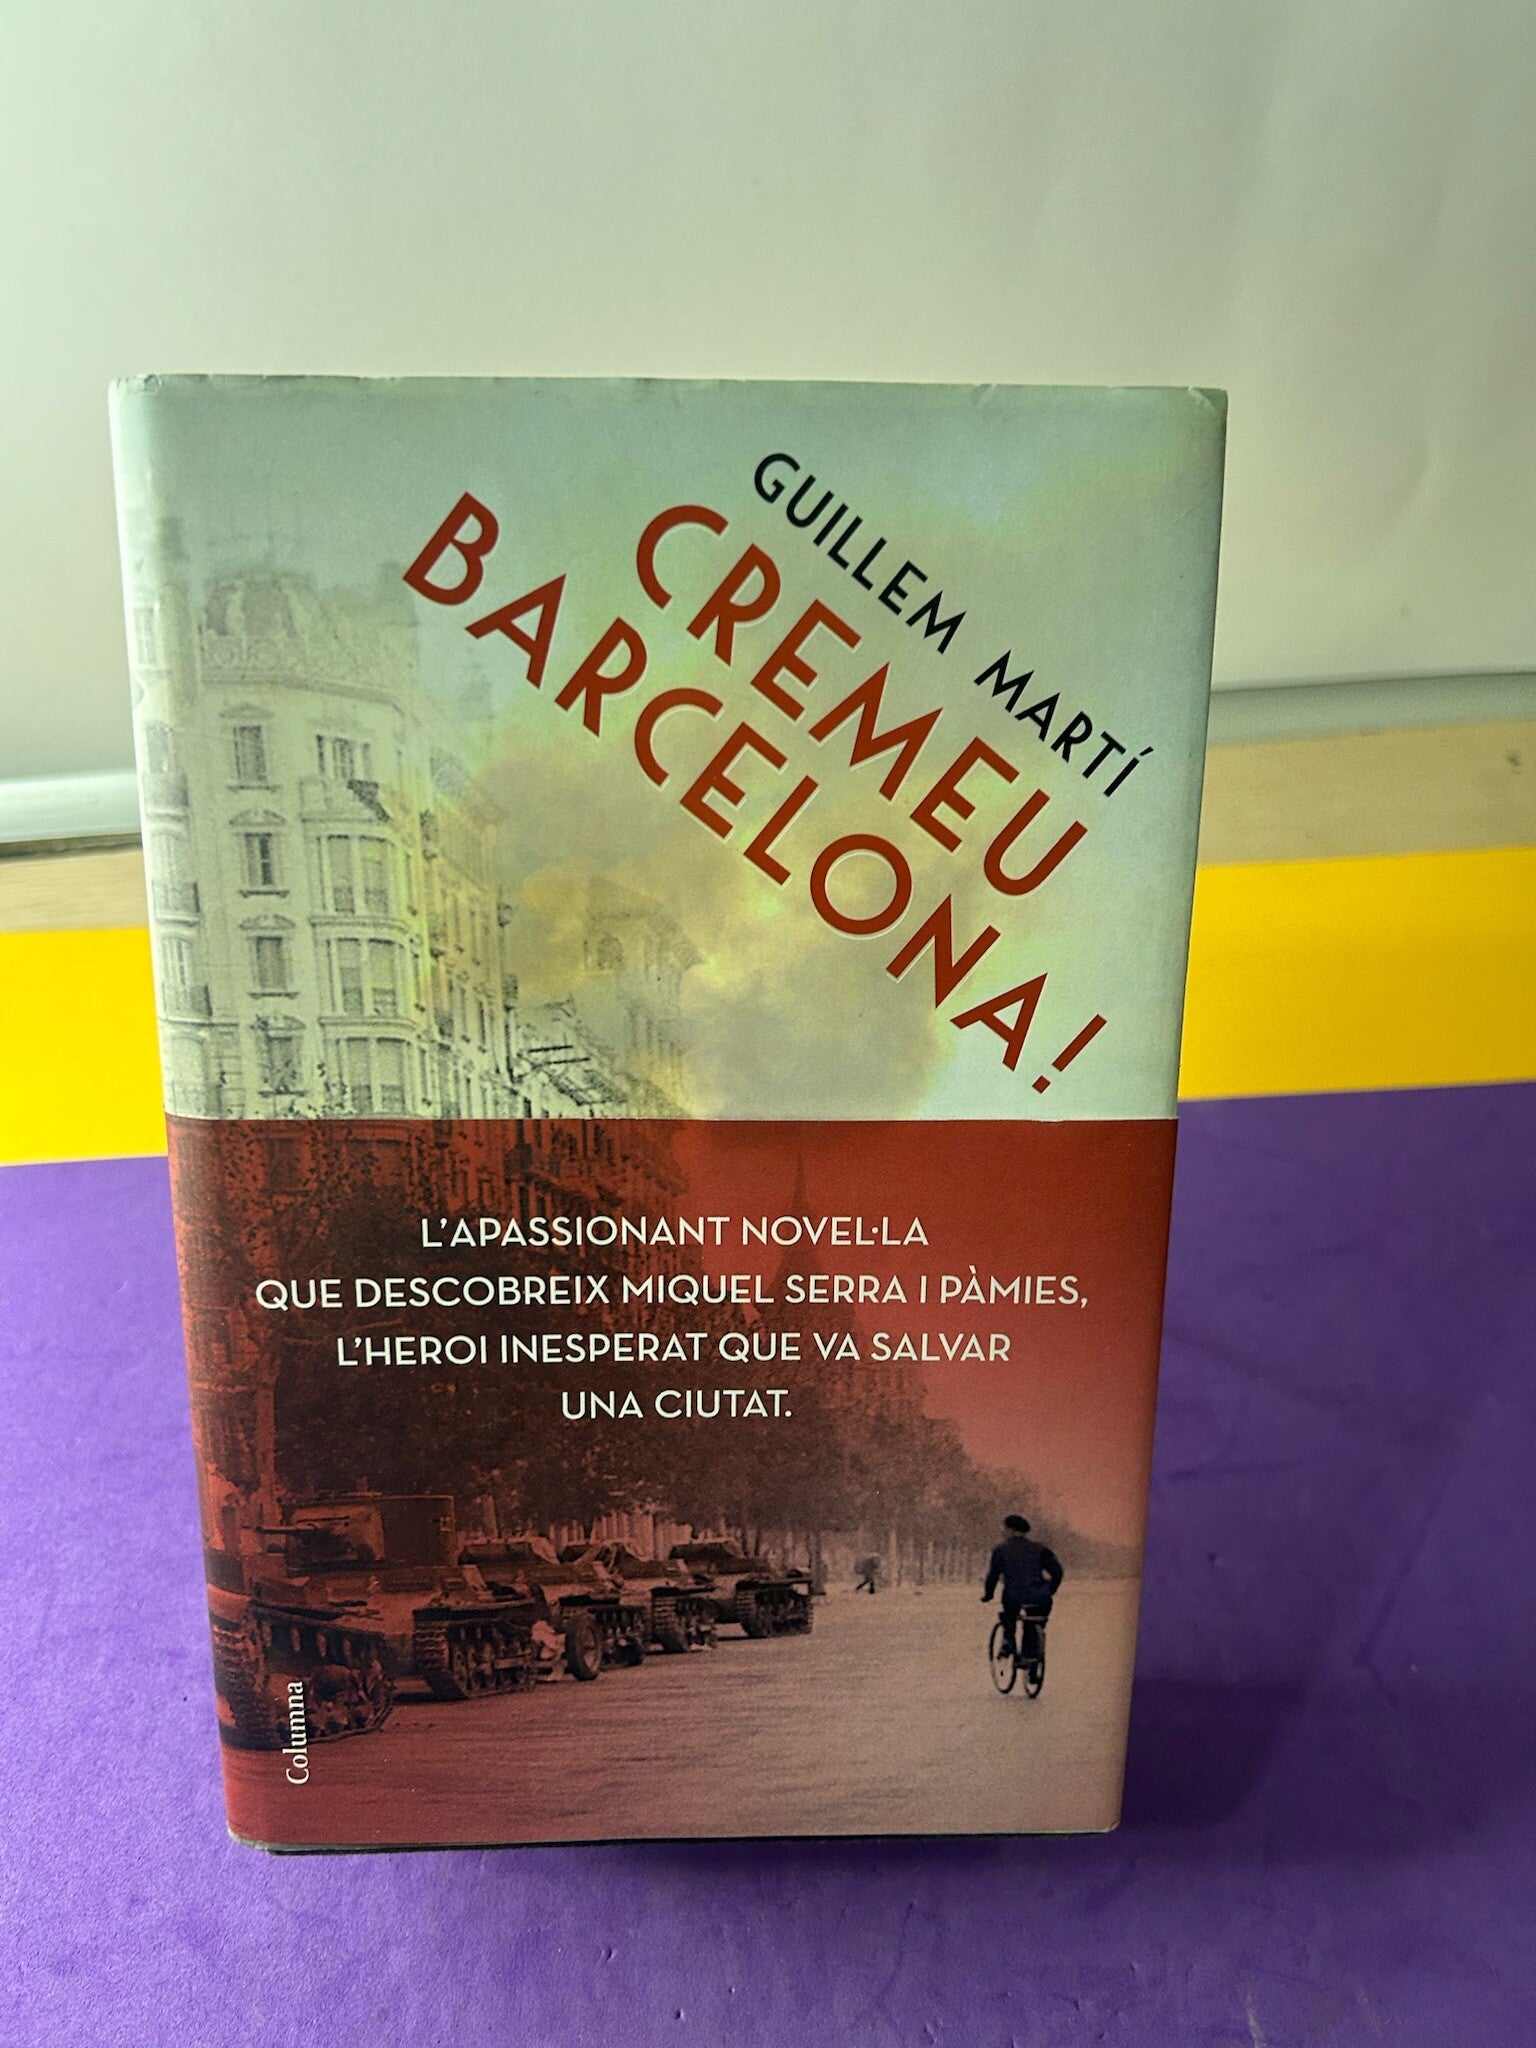 GUILLEM MARTÍ
CREMEU
BARCELONA!
L'APASSIONANT NOVEL·LA
QUE DESCOBREIX MIQUEL SERRA I PÀMIES,
L'HEROI INESPERAT QUE VA SALVAR
UNA CIUTAT.
Columna